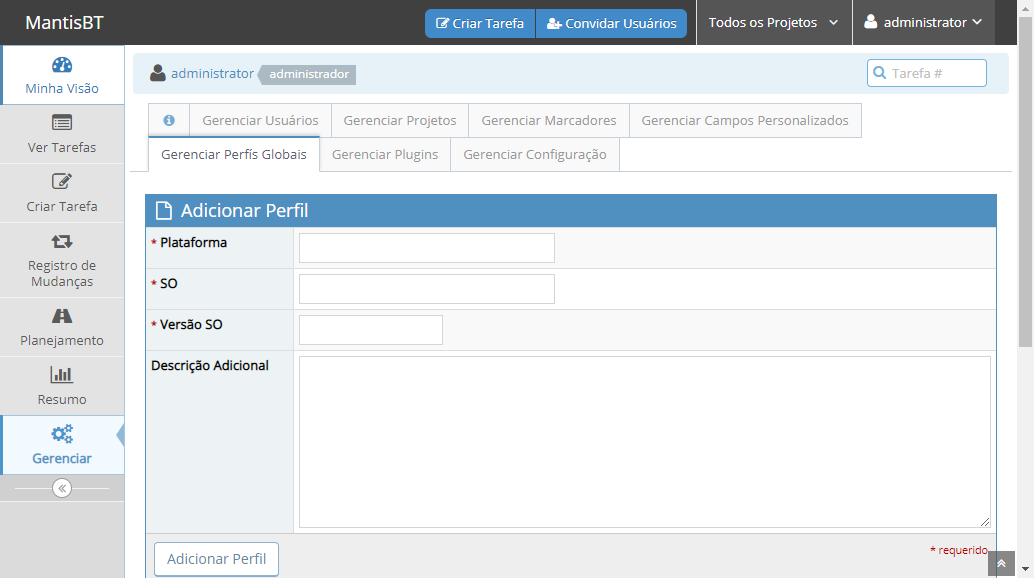 MantisBT
Criar Tarefa
Convidar Usuários
Todos os Projetos
administrator
Minha Visão
Ver Tarefas
Criar Tarefa
Registro de
Mudanças
Planejamento
Resumo
Gerenciar
administrator administrador
Tarefa #
Gerenciar Usuários
Gerenciar Projetos
Gerenciar Marcadores
Gerenciar Campos Personalizados
Gerenciar Perfís Globais
Gerenciar Plugins
Gerenciar Configuração
Adicionar Perfil
* Plataforma
* SO
* Versão SO
Descrição Adicional
Adicionar Perfil
* requerido